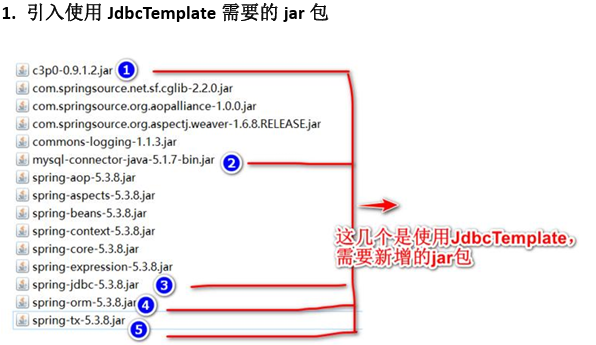 1. 引入使用 JdbcTemplate 需要的 jar 包
c3p0-0.9.1.2.jar 1
com.springsource.net.sf.cglib-2.2.0.jar
com.springsource.org.aopalliance-1.0.0.jar
com.springsource.org.aspectj.weaver-1.6.8.RELEASE.jar
commons-logging-1.1.3.jar
mysql-connector-java-5.1.7-bin.jar 2
spring-aop-5.3.8.jar
spring-aspects-5.3.8.jar
spring-beans-5.3.8.jar
spring-context-5.3.8.jar
spring-core-5.3.8.jar
spring-expression-5.3.8.jar
spring-jdbc-5.3.8.jar 3
spring-orm-5.3.8.jar 4
spring-tx-5.3.8.jar 5
这几个是使用JdbcTemplate，
需要新增的jar包